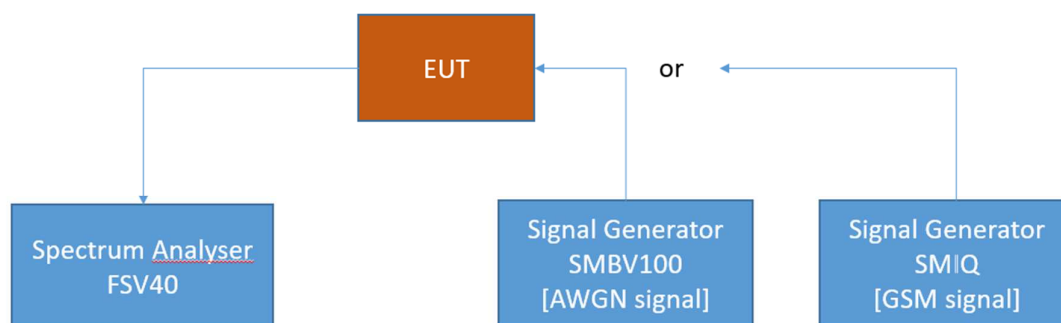 EUT
or
Spectrum Analyser
FSV40
Signal Generator
SMBV100
[AWGN signal]
Signal Generator
SMIQ
[GSM signal]